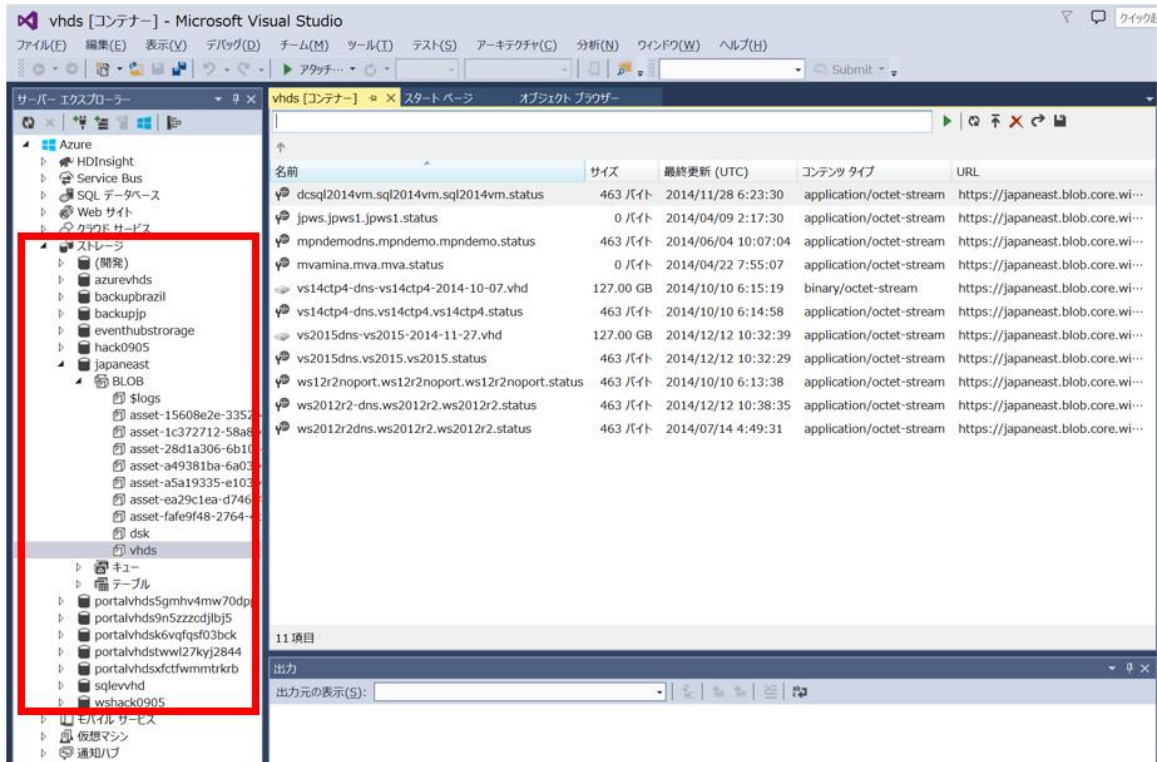 vhds [コンテナー] - Microsoft Visual Studio
クイック起
ファイル(F) 編集(E) 表示(V) デバッグ(D) チーム(M) ツール(T) テスト(S) アーキテクチャ(C) 分析(N) ウィンドウ(W) ヘルプ(H)
アタッチ… Submit
サーバー エクスプローラー
Azure
HDInsight
Service Bus
SQL データベース
Web サイト
クラウド サービス
ストレージ
(開発)
azurevhds
backupbrazil
backupjp
eventhubstrorage
hack0905
japaneast
BLOB
$logs
asset-15608e2e-3352-
asset-1c372712-58a8-
asset-28d1a306-6b10-
asset-a49381ba-6a03-
asset-a5a19335-e103-
asset-ea29c1ea-d746-
asset-fafe9f48-2764-4
dsk
vhds
キュー
テーブル
portalvhds5gmhv4mw70dp
portalvhds9n5zzzcdjlbj5
portalvhdsk6vqfqsf03bck
portalvhdstwwl27kyj2844
portalvhdsxfctfwmmtrkrb
sqlevvhd
wshack0905
モバイル サービス
仮想マシン
通知ハブ
vhds [コンテナー] スタート ページ オブジェクト ブラウザー
名前 サイズ 最終更新 (UTC) コンテンツ タイプ URL
dcsql2014vm.sql2014vm.sql2014vm.status 463 バイト 2014/11/28 6:23:30 application/octet-stream https://japaneast.blob.core.wi…
jpws.jpws1.jpws1.status 0 バイト 2014/04/09 2:17:30 application/octet-stream https://japaneast.blob.core.wi…
mpndemodns.mpndemo.mpndemo.status 463 バイト 2014/06/04 10:07:04 application/octet-stream https://japaneast.blob.core.wi…
mvamina.mva.mva.status 0 バイト 2014/04/22 7:55:07 application/octet-stream https://japaneast.blob.core.wi…
vs14ctp4-dns-vs14ctp4-2014-10-07.vhd 127.00 GB 2014/10/10 6:15:19 binary/octet-stream https://japaneast.blob.core.wi…
vs14ctp4-dns.vs14ctp4.vs14ctp4.status 463 バイト 2014/10/10 6:14:58 application/octet-stream https://japaneast.blob.core.wi…
vs2015dns-vs2015-2014-11-27.vhd 127.00 GB 2014/12/12 10:32:39 application/octet-stream https://japaneast.blob.core.wi…
vs2015dns.vs2015.vs2015.status 463 バイト 2014/12/12 10:32:29 application/octet-stream https://japaneast.blob.core.wi…
ws12r2noport.ws12r2noport.ws12r2noport.status 463 バイト 2014/10/10 6:13:38 application/octet-stream https://japaneast.blob.core.wi…
ws2012r2-dns.ws2012r2.ws2012r2.status 463 バイト 2014/12/12 10:38:35 application/octet-stream https://japaneast.blob.core.wi…
ws2012r2dns.ws2012r2.ws2012r2.status 463 バイト 2014/07/14 4:49:31 application/octet-stream https://japaneast.blob.core.wi…
11 項目
出力
出力元の表示(S):